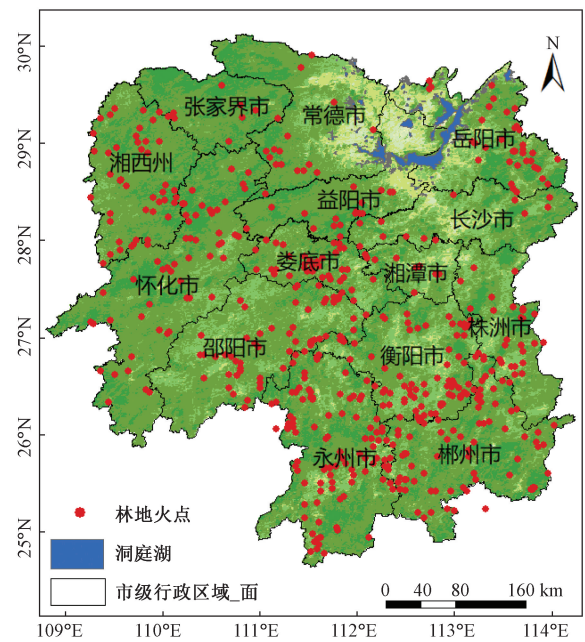 30°N
29°N
28°N
27°N
26°N
25°N
N
张家界市
常德市
岳阳市
湘西州
益阳市
长沙市
娄底市
湘潭市
怀化市
株洲市
邵阳市
衡阳市
永州市
郴州市
林地火点
洞庭湖
市级行政区域_面
0 40 80 160 km
109°E 110°E 111°E 112°E 113°E 114°E